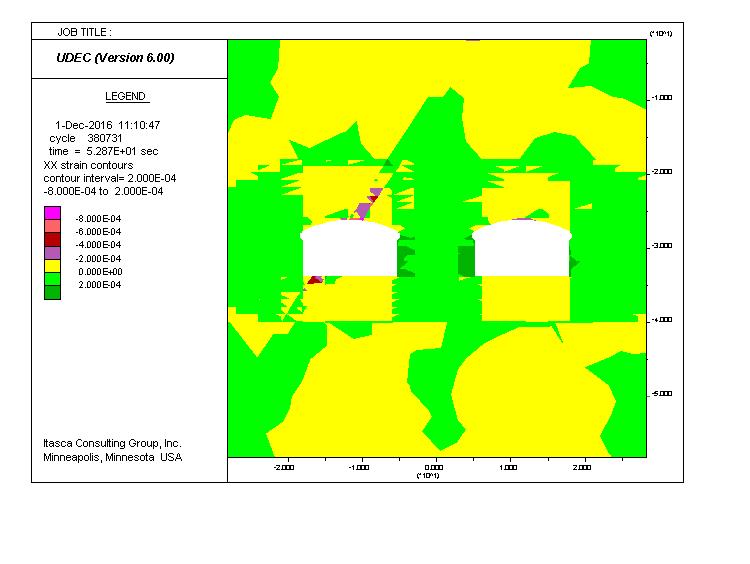 JOB TITLE :
(*10^1)
UDEC (Version 6.00)
LEGEND
1-Dec-2016 11:10:47
cycle 380731
time = 5.287E+01 sec
XX strain contours
contour interval= 2.000E-04
-8.000E-04 to 2.000E-04
-8.000E-04
-6.000E-04
-4.000E-04
-2.000E-04
0.000E+00
2.000E-04
-1.000
-2.000
-3.000
-4.000
-5.000
Itasca Consulting Group, Inc.
Minneapolis, Minnesota USA
-2.000 -1.000 0.000 1.000 2.000
(*10^1)